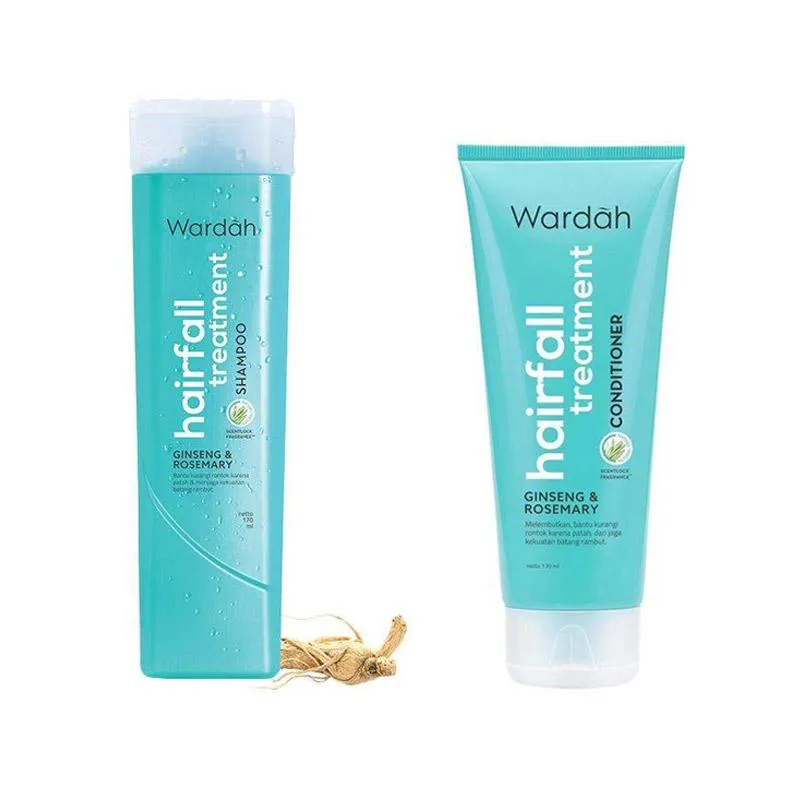 Wardah
hairfall
treatment
SHAMPOO
SCENTLOCK
FRAGRANCE™
GINSENG &
ROSEMARY
Bantu kurangi rontok karena
patah & menjaga kekuatan
batang rambut.
netto
170
ml
Wardah
hairfall
treatment
CONDITIONER
SCENTLOCK
FRAGRANCE™
GINSENG &
ROSEMARY
Melembutkan, bantu kurangi
rontok karena patah, dan jaga
kekuatan batang rambut.
netto 170 ml